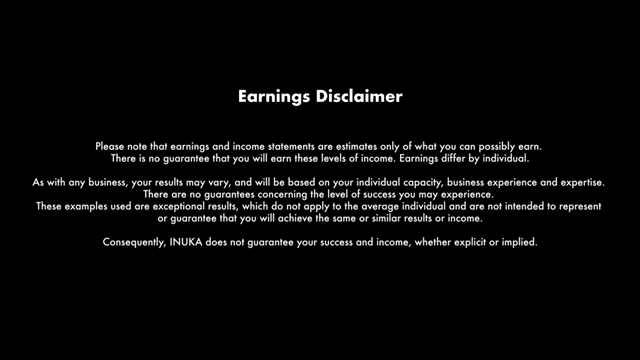 Earnings Disclaimer
Please note that earnings and income statements are estimates only of what you can possibly earn.
There is no guarantee that you will earn these levels of income. Earnings differ by individual.
As with any business, your results may vary, and will be based on your individual capacity, business experience and expertise.
There are no guarantees concerning the level of success you may experience.
These examples used are exceptional results, which do not apply to the average individual and are not intended to represent
or guarantee that you will achieve the same or similar results or income.
Consequently, INUKA does not guarantee your success and income, whether explicit or implied.